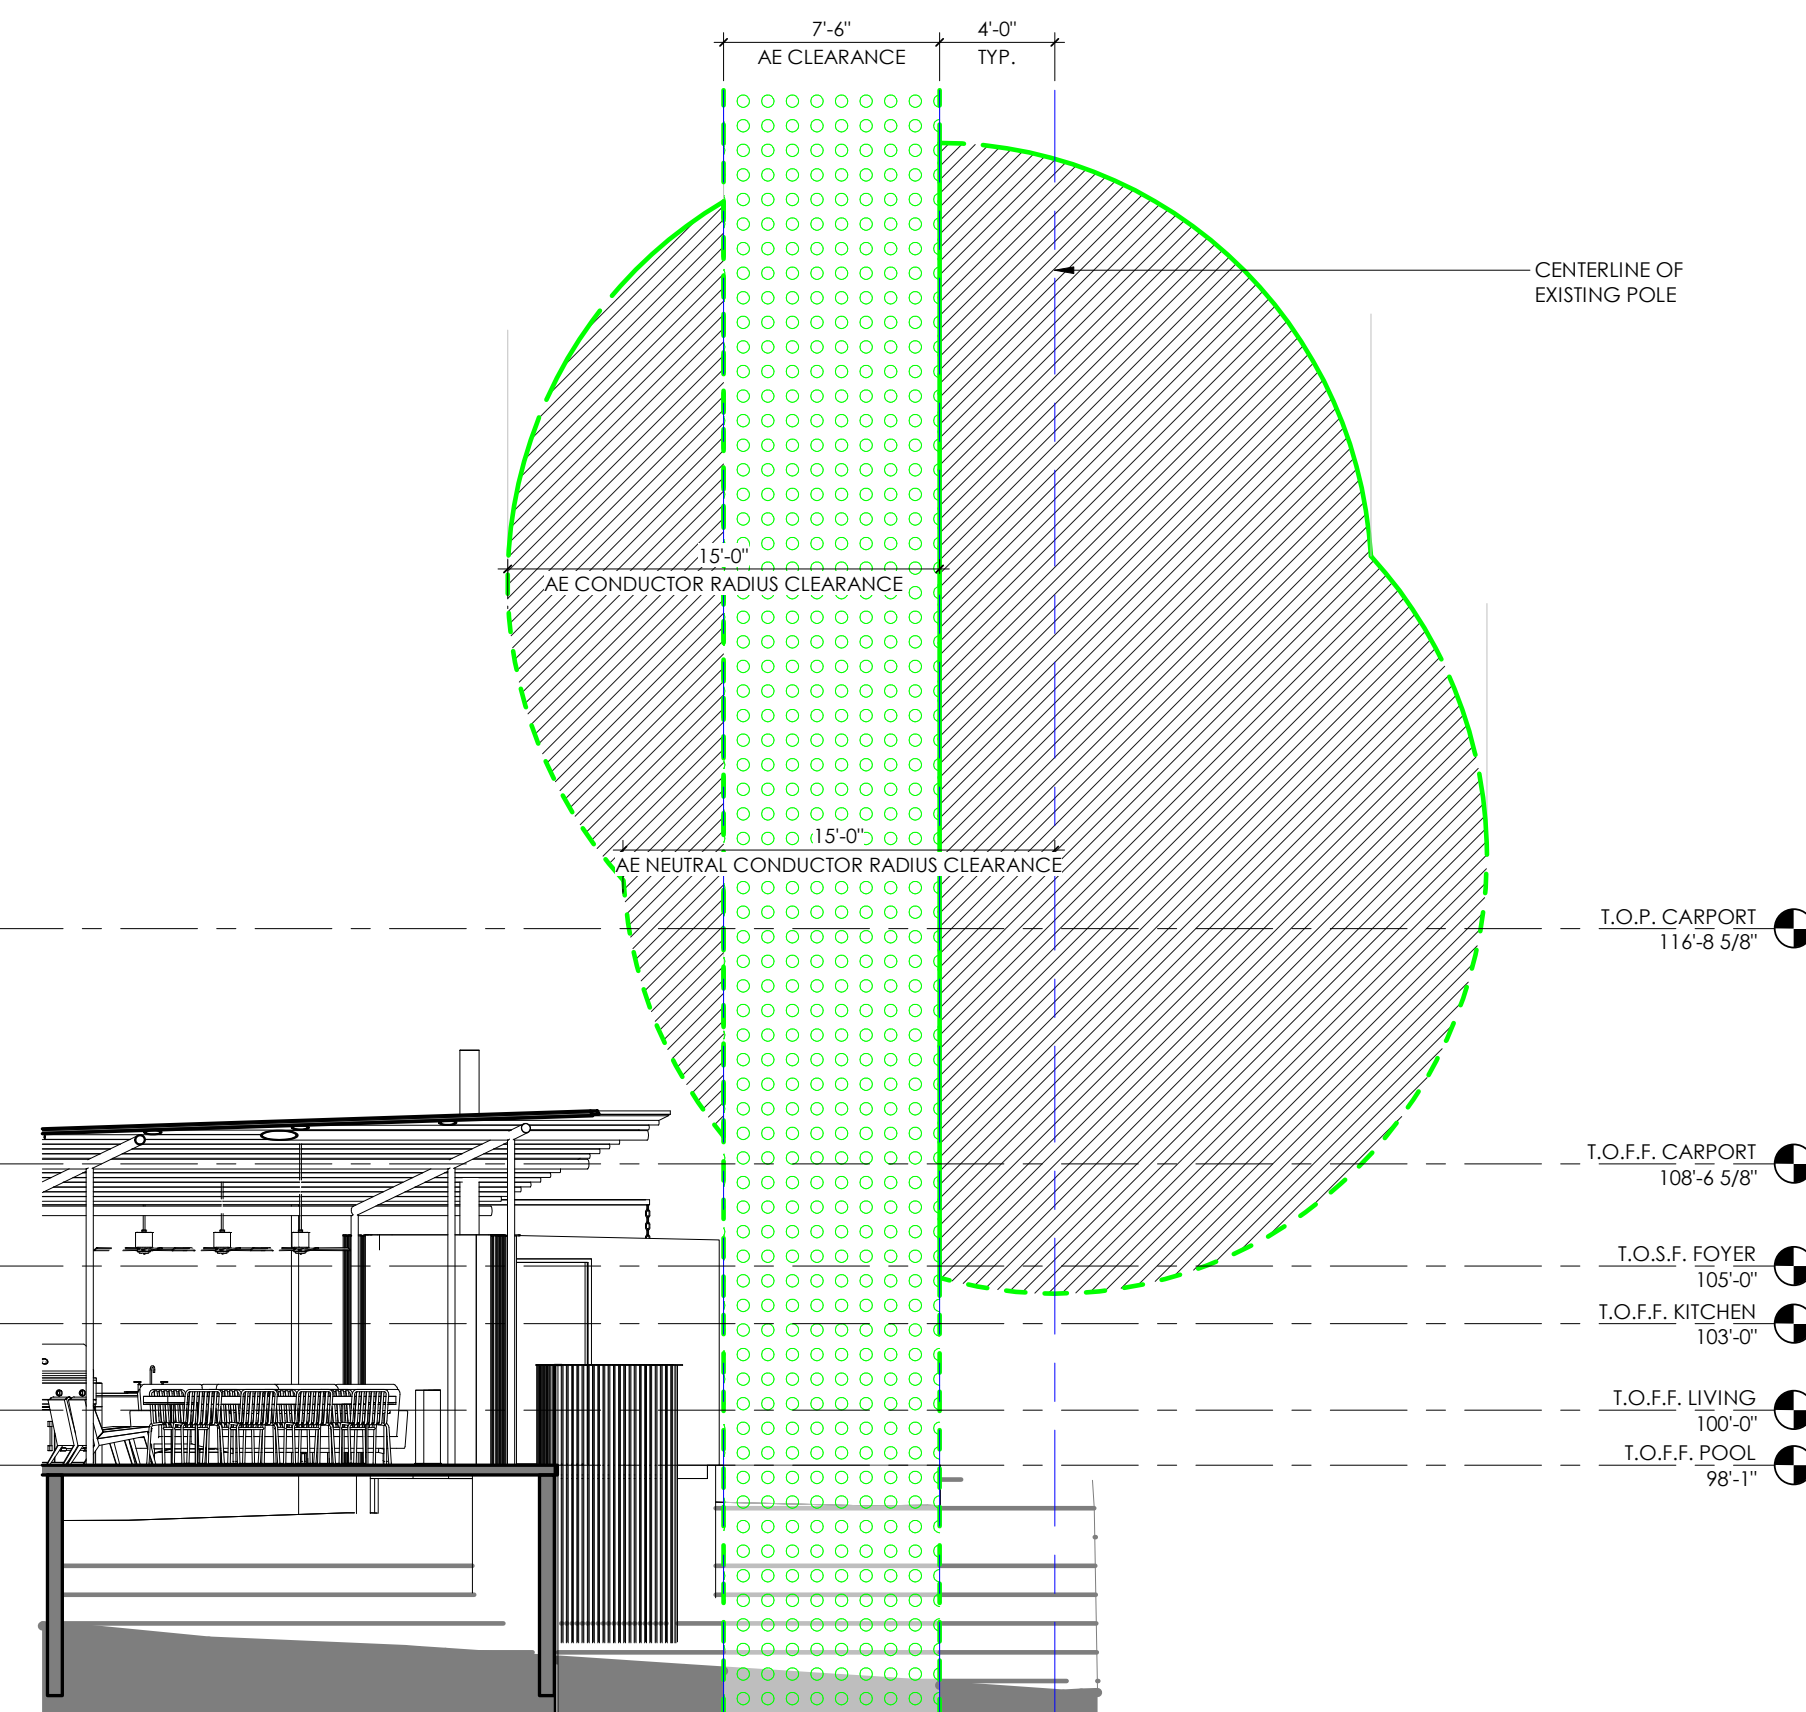 7'-6"
AE CLEARANCE
4'-0"
TYP.
CENTERLINE OF
EXISTING POLE
15'-0"
AE CONDUCTOR RADIUS CLEARANCE
15'-0"
AE NEUTRAL CONDUCTOR RADIUS CLEARANCE
T.O.P. CARPORT
116'-8 5/8"
T.O.F.F. CARPORT
108'-6 5/8"
T.O.S.F. FOYER
105'-0"
T.O.F.F. KITCHEN
103'-0"
T.O.F.F. LIVING
100'-0"
T.O.F.F. POOL
98'-1"